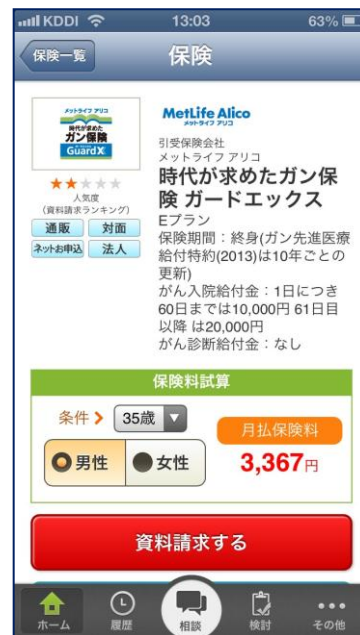 KDDI 13:03 63%
保険一覧
保険
メットライフ アリコ
時代が求めた
ガン保険
Guard X
MetLife Alico
メットライフ アリコ
引受保険会社
メットライフ アリコ
時代が求めたガン保
険 ガードエックス
Eプラン
保険期間：終身(ガン先進医療
給付特約(2013)は10年ごとの
更新)
がん入院給付金：1日につき
60日までは10,000円 61日目
以降 は20,000円
がん診断給付金：なし
人気度
(資料請求ランキング)
通販 対面
ネットお申込 法人
保険料試算
条件 35歳
男性 女性
月払保険料
3,367円
資料請求する
ホーム 履歴 相談 検討 その他